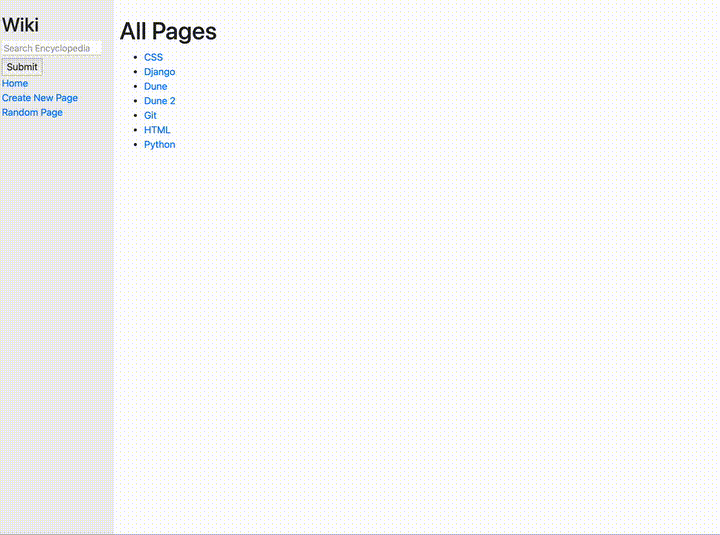 Wiki
Search Encyclopedia
Submit
Home
Create New Page
Random Page
All Pages
CSS
Django
Dune
Dune 2
Git
HTML
Python